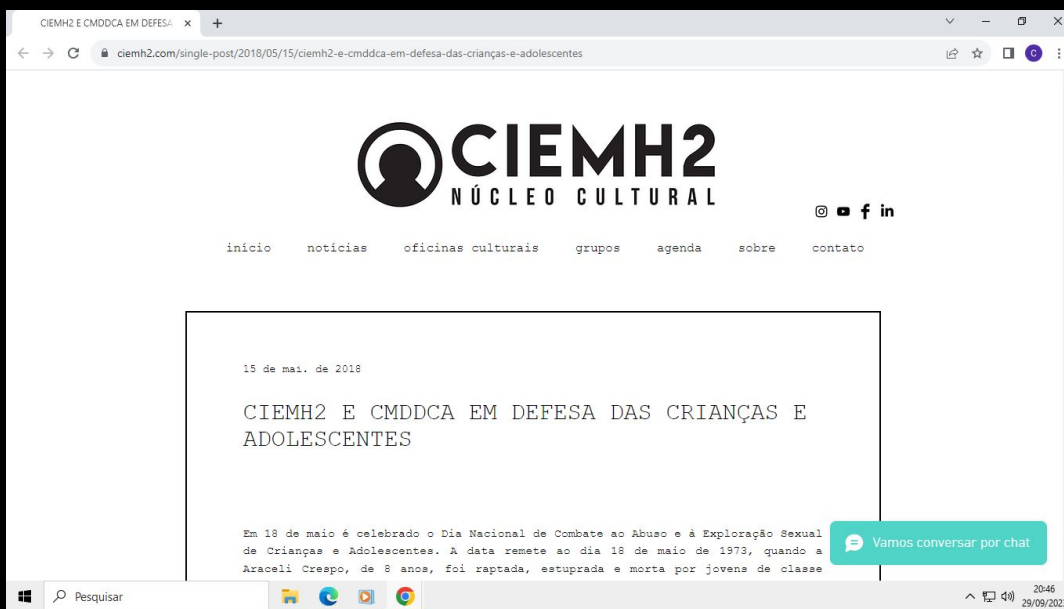 CIEMH2 E CMDDCA EM DEFESA
ciemh2.com/single-post/2018/05/15/ciemh2-e-cmddca-em-defesa-das-crianças-e-adolescentes
C
CIEMH2
NÚCLEO CULTURAL
início notícias oficinas culturais grupos agenda sobre contato
15 de mai. de 2018
CIEMH2 E CMDDCA EM DEFESA DAS CRIANÇAS E
ADOLESCENTES
Em 18 de maio é celebrado o Dia Nacional de Combate ao Abuso e à Exploração Sexual
de Crianças e Adolescentes. A data remete ao dia 18 de maio de 1973, quando a
Araceli Crespo, de 8 anos, foi raptada, estuprada e morta por jovens de classe
Vamos conversar por chat
Pesquisar
20:46